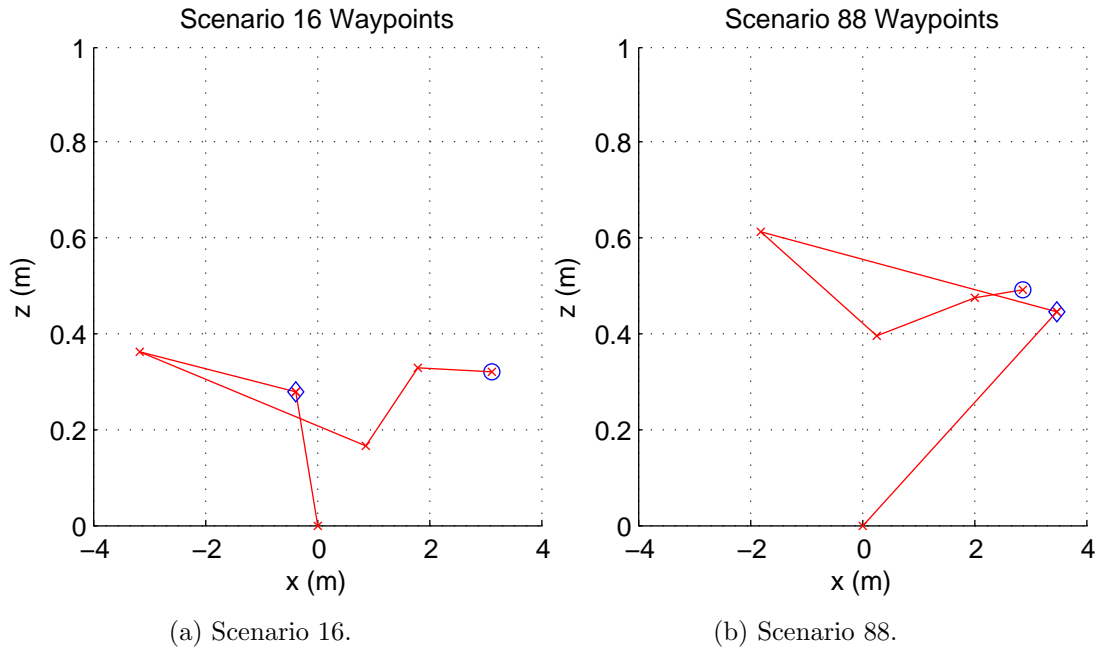 Scenario 16 Waypoints
1
0.8
0.6
0.4
0.2
0
z (m)
−4 −2 0 2 4
x (m)
(a) Scenario 16.
Scenario 88 Waypoints
1
0.8
0.6
0.4
0.2
0
z (m)
−4 −2 0 2 4
x (m)
(b) Scenario 88.